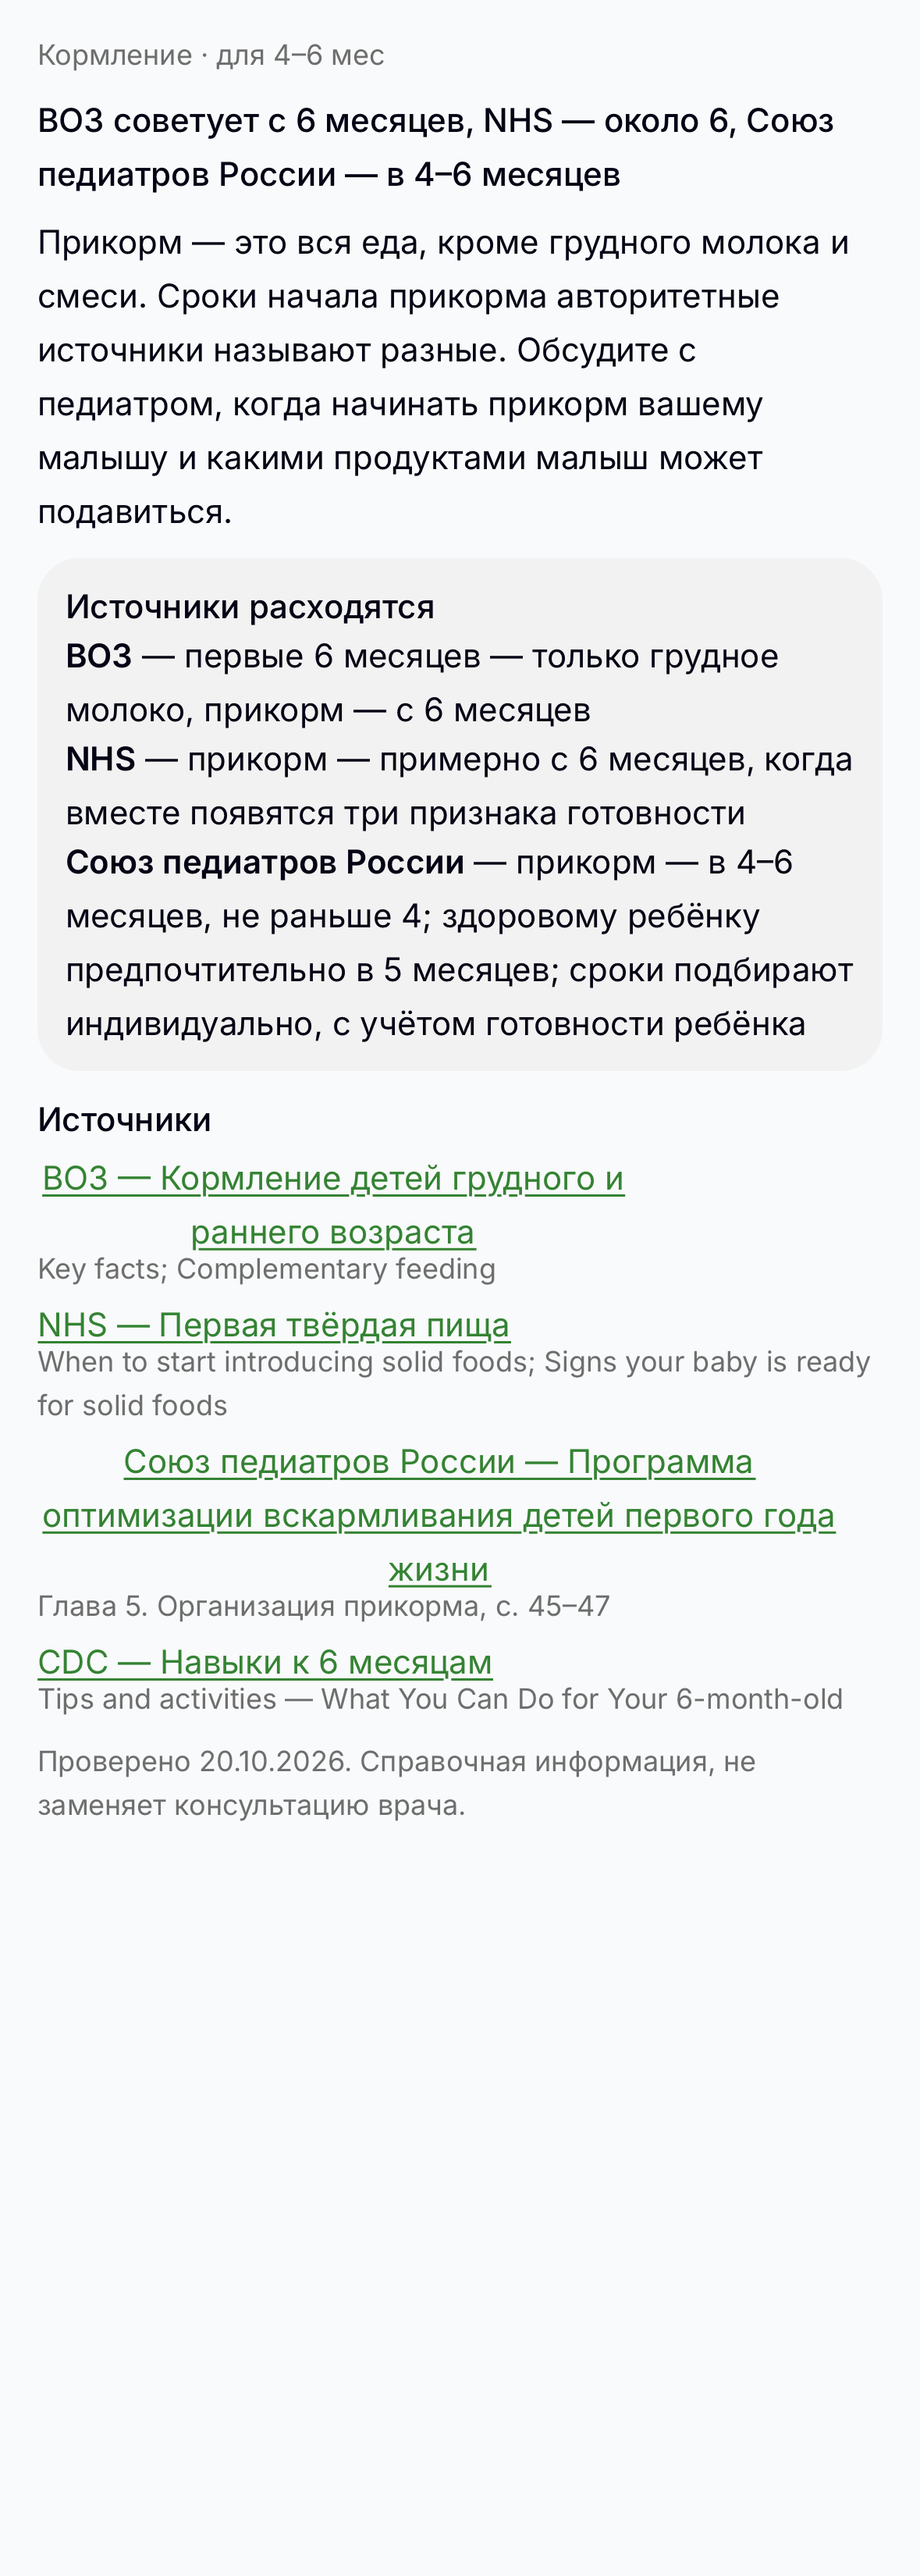 Кормление · для 4–6 мес
ВОЗ советует с 6 месяцев, NHS — около 6, Союз
педиатров России — в 4–6 месяцев
Прикорм — это вся еда, кроме грудного молока и
смеси. Сроки начала прикорма авторитетные
источники называют разные. Обсудите с
педиатром, когда начинать прикорм вашему
малышу и какими продуктами малыш может
подавиться.
Источники расходятся
ВОЗ — первые 6 месяцев — только грудное
молоко, прикорм — с 6 месяцев
NHS — прикорм — примерно с 6 месяцев, когда
вместе появятся три признака готовности
Союз педиатров России — прикорм — в 4–6
месяцев, не раньше 4; здоровому ребёнку
предпочтительно в 5 месяцев; сроки подбирают
индивидуально, с учётом готовности ребёнка
Источники
ВОЗ — Кормление детей грудного и
раннего возраста
Key facts; Complementary feeding
NHS — Первая твёрдая пища
When to start introducing solid foods; Signs your baby is ready
for solid foods
Союз педиатров России — Программа
оптимизации вскармливания детей первого года
жизни
Глава 5. Организация прикорма, с. 45–47
CDC — Навыки к 6 месяцам
Tips and activities — What You Can Do for Your 6-month-old
Проверено 20.10.2026. Справочная информация, не
заменяет консультацию врача.